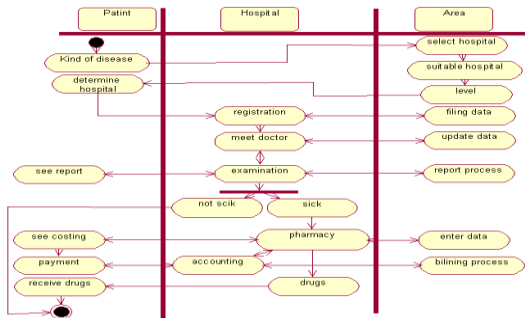 Patint
Hospital
Area
Kind of disease
select hospital
determine
hospital
suitable hospital
level
registration
filing data
meet doctor
update data
see report
examination
report process
not scik
sick
see costing
pharmacy
enter data
payment
accounting
bilining process
receive drugs
drugs